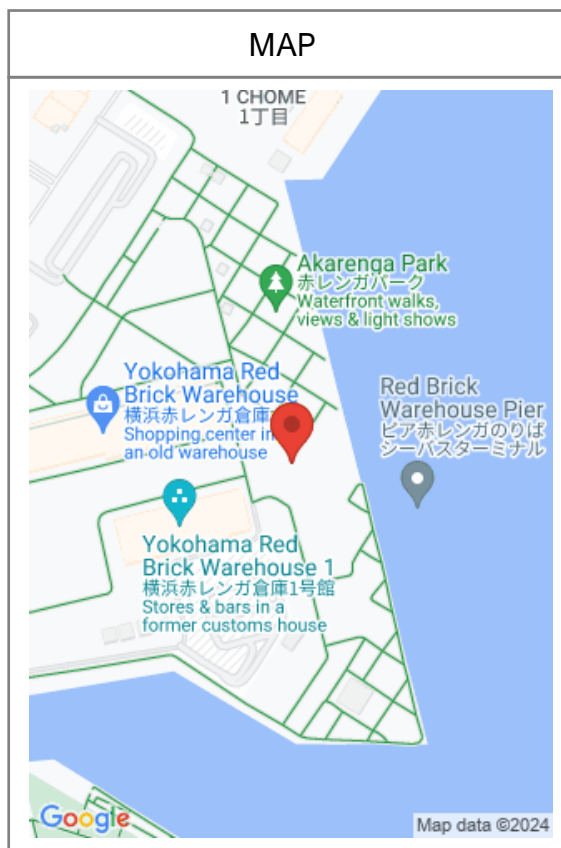 MAP
1 CHOME
1丁目
Akarenga Park
赤レンガパーク
Waterfront walks,
views & light shows
Yokohama Red
Brick Warehouse
横浜赤レンガ倉庫
Shopping center in
an old warehouse
Red Brick
Warehouse Pier
ピア赤レンガのりば
シーバスターミナル
Yokohama Red
Brick Warehouse 1
横浜赤レンガ倉庫1号館
Stores & bars in a
former customs house
Google
Map data ©2024